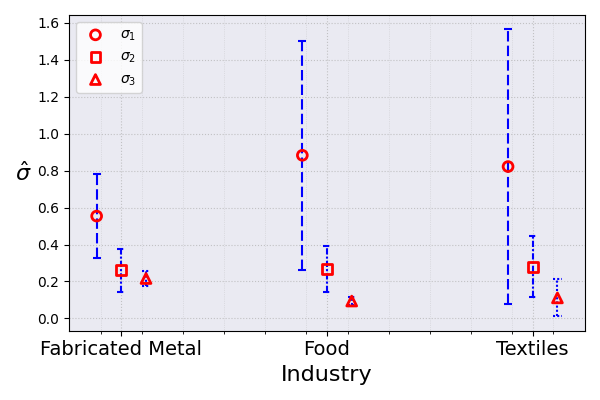 1.6
1.4
1.2
1.0
0.8
0.6
0.4
0.2
0.0
σ̂
σ₁
σ₂
σ₃
Fabricated Metal Food Textiles
Industry